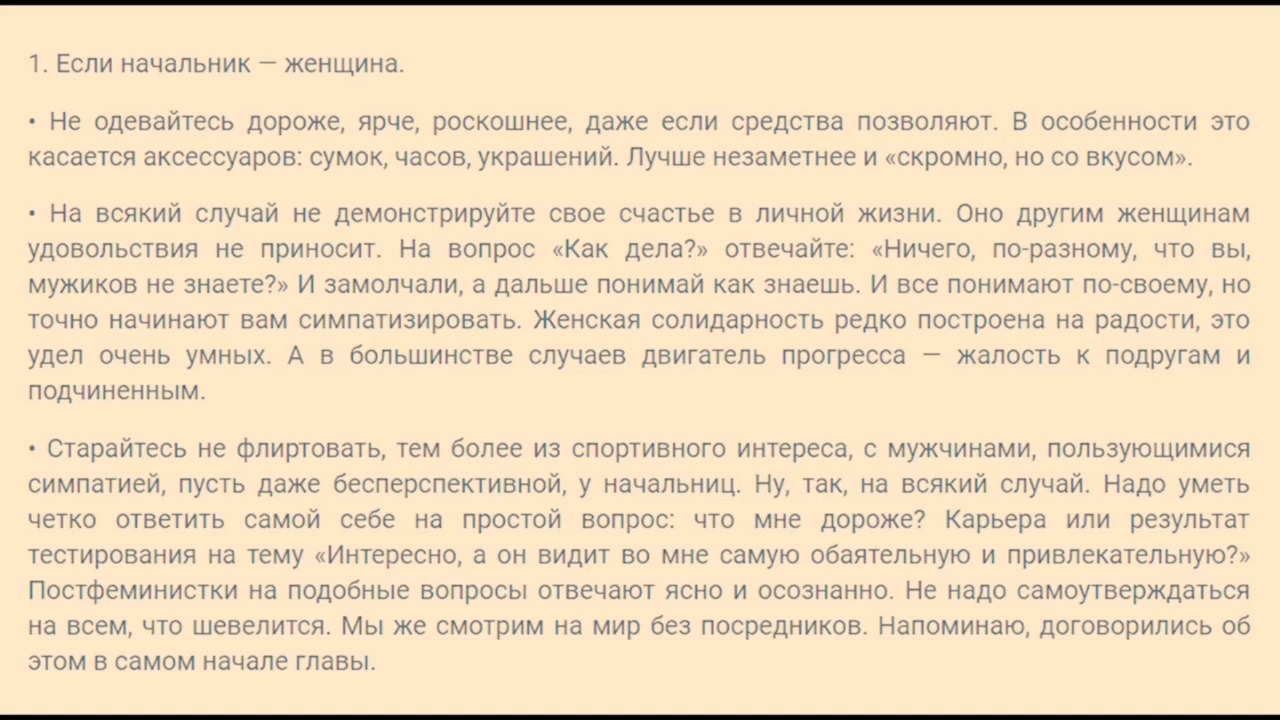 1. Если начальник — женщина.
• Не одевайтесь дороже, ярче, роскошнее, даже если средства позволяют. В особенности это
касается аксессуаров: сумок, часов, украшений. Лучше незаметнее и «скромно, но со вкусом».
• На всякий случай не демонстрируйте свое счастье в личной жизни. Оно другим женщинам
удовольствия не приносит. На вопрос «Как дела?» отвечайте: «Ничего, по-разному, что вы,
мужиков не знаете?» И замолчали, а дальше понимай как знаешь. И все понимают по-своему, но
точно начинают вам симпатизировать. Женская солидарность редко построена на радости, это
удел очень умных. А в большинстве случаев двигатель прогресса — жалость к подругам и
подчиненным.
• Старайтесь не флиртовать, тем более из спортивного интереса, с мужчинами, пользующимися
симпатией, пусть даже бесперспективной, у начальниц. Ну, так, на всякий случай. Надо уметь
четко ответить самой себе на простой вопрос: что мне дороже? Карьера или результат
тестирования на тему «Интересно, а он видит во мне самую обаятельную и привлекательную?»
Постфеминистки на подобные вопросы отвечают ясно и осознанно. Не надо самоутверждаться
на всем, что шевелится. Мы же смотрим на мир без посредников. Напоминаю, договорились об
этом в самом начале главы.